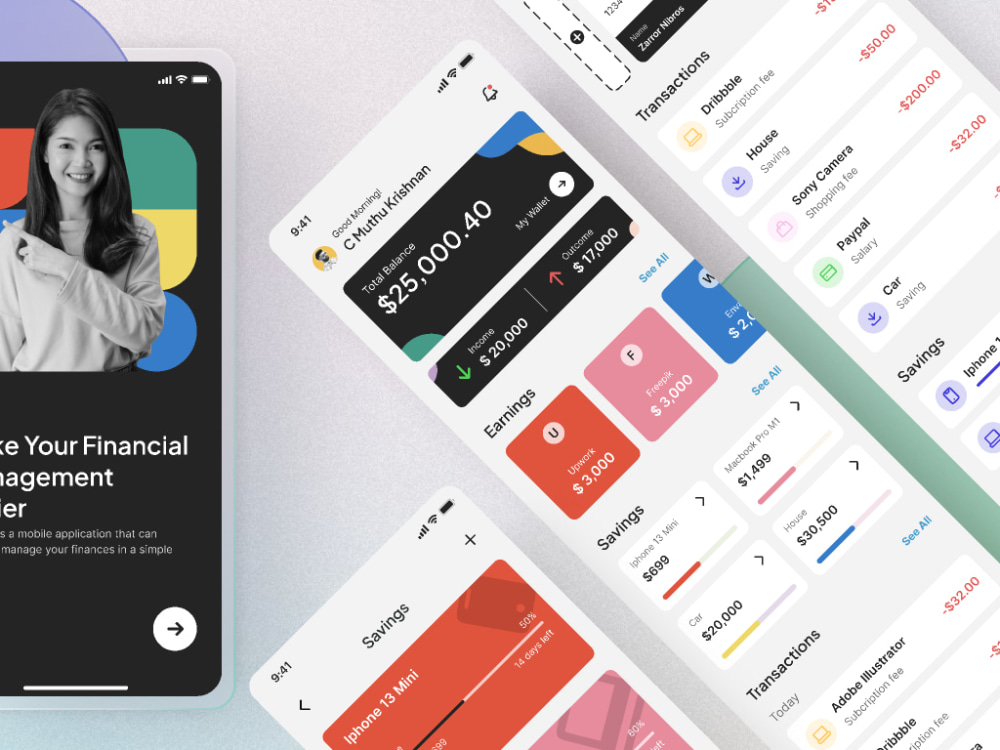 ke Your Financial
nagement
ier
s a mobile application that can
manage your finances in a simple
9:41
Good Morning!
C Muthu Krishnan
Total Balance
$25,000.40
My Wallet
Income
$ 20,000
Outcome
$ 17,000
Earnings
See All
U
Upwork
$ 3,000
F
Freepik
$ 3,000
W
Env
$ 2,0
Savings
See All
Iphone 13 Mini
$699
Macbook Pro M1
$1,499
Car
$20,000
House
$30,500
Transactions
See All
Today
Adobe Illustrator
Subcription fee
-$32.00
Dribbble
bcription fee
9:41
Savings
Iphone 13 Mini
50%
14 days left
60%
left
1234
Name
Zarror Nibros
Transactions
Dribbble
Subcription fee
-$50.00
House
Saving
-$200.00
Sony Camera
Shopping fee
-$32.00
Paypal
Salary
Car
Saving
Savings
Iphone 1